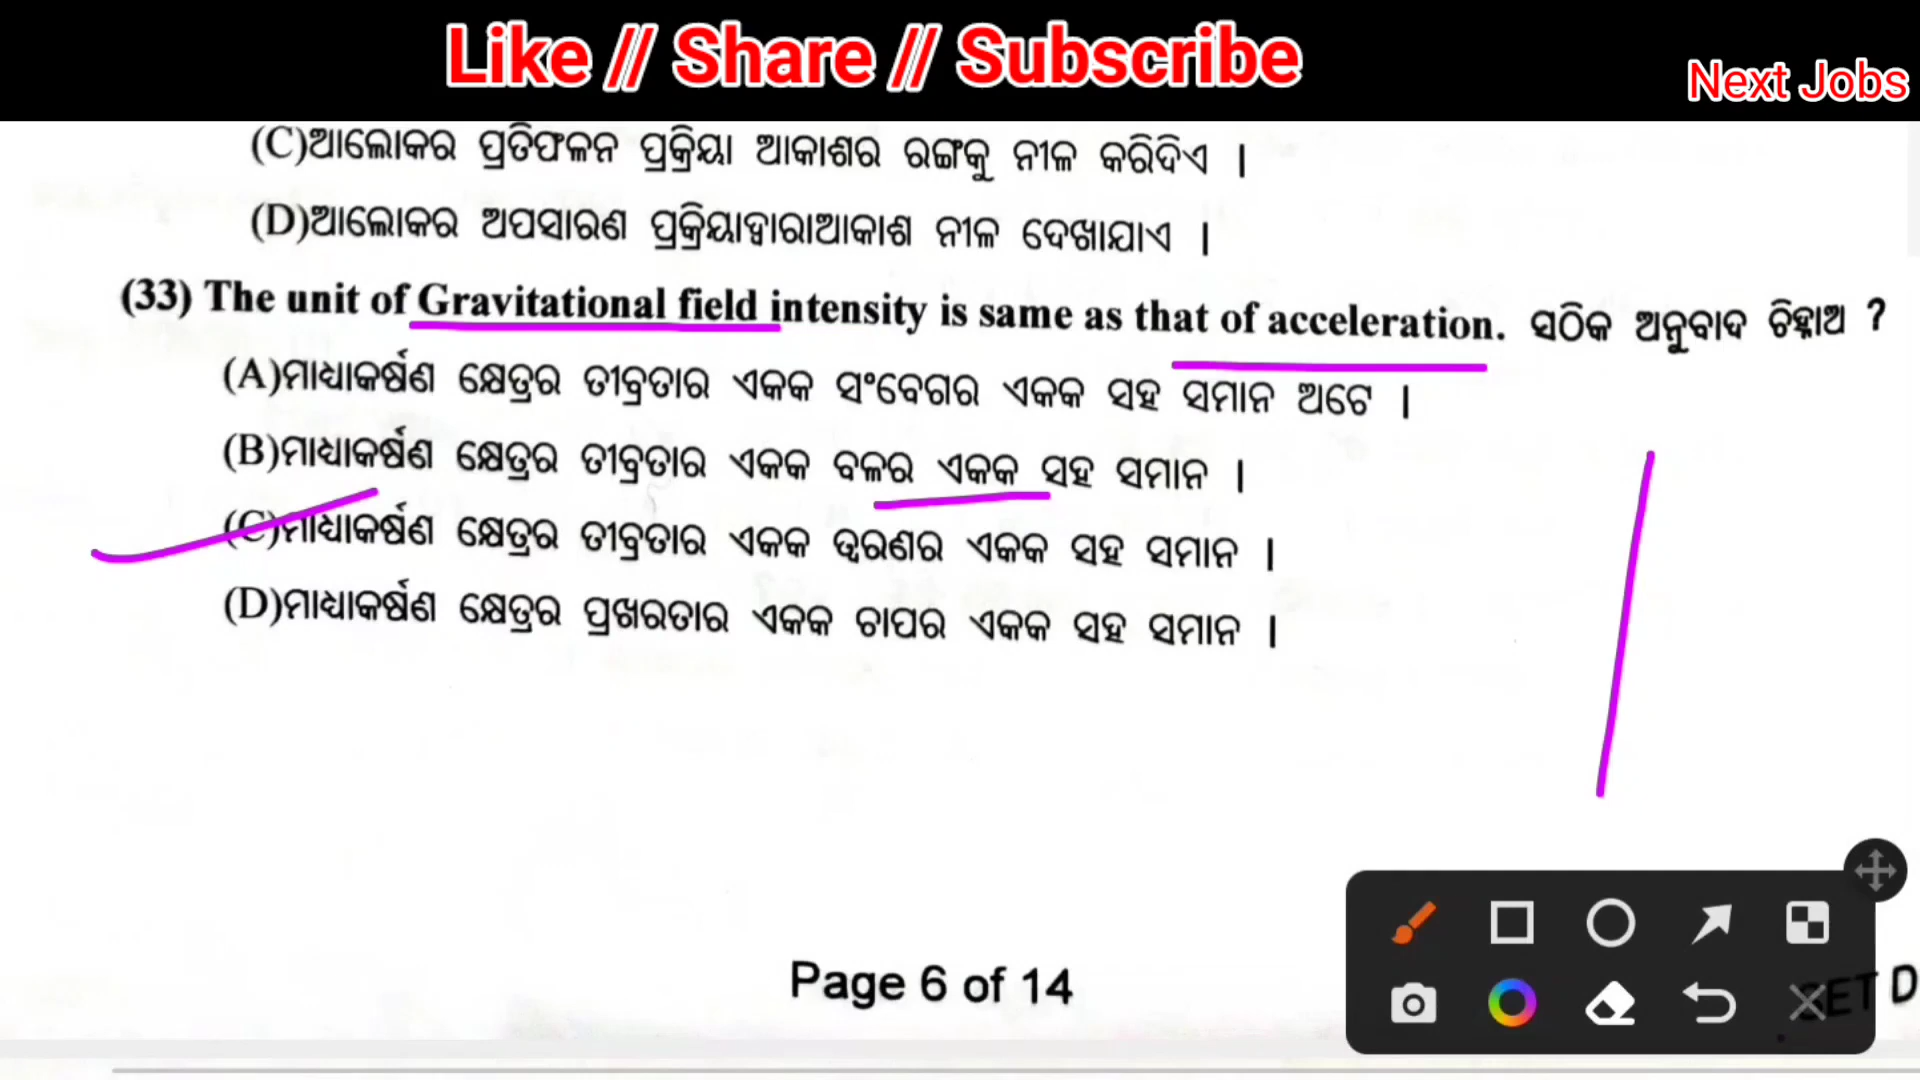 Like // Share // Subscribe
Next Jobs
(C)ଆଲୋକର ପ୍ରତିଫଳନ ପ୍ରକ୍ରିୟା ଆକାଶର ରଙ୍ଗକୁ ନୀଳ କରିଦିଏ ।
(D)ଆଲୋକର ଅପସାରଣ ପ୍ରକ୍ରିୟାଦ୍ୱାରାଆକାଶ ନୀଳ ଦେଖାଯାଏ ।
(33) The unit of Gravitational field intensity is same as that of acceleration. ସଠିକ ଅନୁବାଦ ଚିହ୍ନାଅ ?
(A)ମାଧ୍ୟାକର୍ଷଣ କ୍ଷେତ୍ରର ତୀବ୍ରତାର ଏକକ ସଂବେଗର ଏକକ ସହ ସମାନ ଅଟେ ।
(B)ମାଧ୍ୟାକର୍ଷଣ କ୍ଷେତ୍ରର ତୀବ୍ରତାର ଏକକ ବଳର ଏକକ ସହ ସମାନ ।
(C)ମାଧ୍ୟାକର୍ଷଣ କ୍ଷେତ୍ରର ତୀବ୍ରତାର ଏକକ ତ୍ୱରଣର ଏକକ ସହ ସମାନ ।
(D)ମାଧ୍ୟାକର୍ଷଣ କ୍ଷେତ୍ରର ପ୍ରଖରତାର ଏକକ ଚାପର ଏକକ ସହ ସମାନ ।
Page 6 of 14
SET D